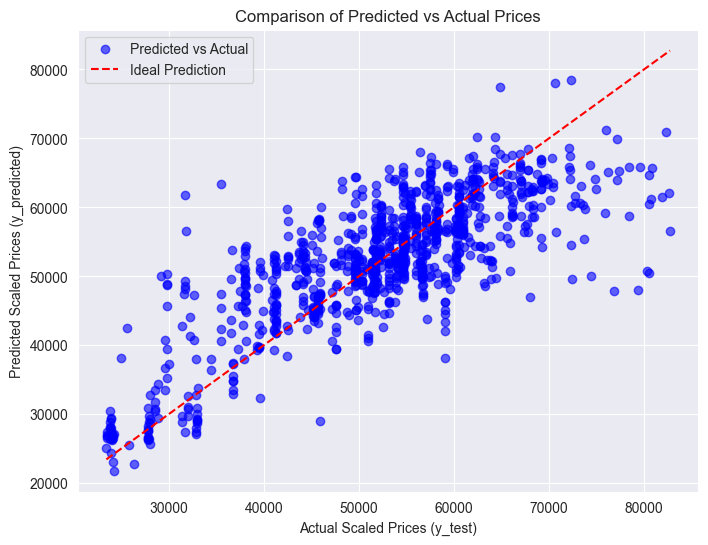 Comparison of Predicted vs Actual Prices
Predicted vs Actual
Ideal Prediction
80000
70000
60000
50000
40000
30000
20000
Predicted Scaled Prices (y_predicted)
30000 40000 50000 60000 70000 80000
Actual Scaled Prices (y_test)